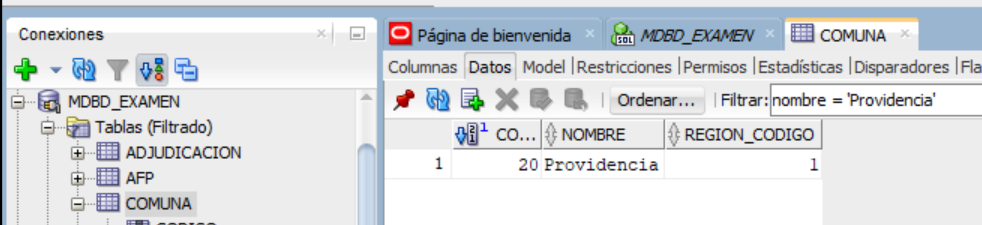 Conexiones
Página de bienvenida
MDBD_EXAMEN
COMUNA
Columnas Datos Model |Restricciones |Permisos |Estadísticas |Disparadores |Fla
Ordenar... |Filtrar: nombre = 'Providencia'
CO... NOMBRE REGION_CODIGO
1 20 Providencia 1
MDBD_EXAMEN
Tablas (Filtrado)
ADJUDICACION
AFP
COMUNA